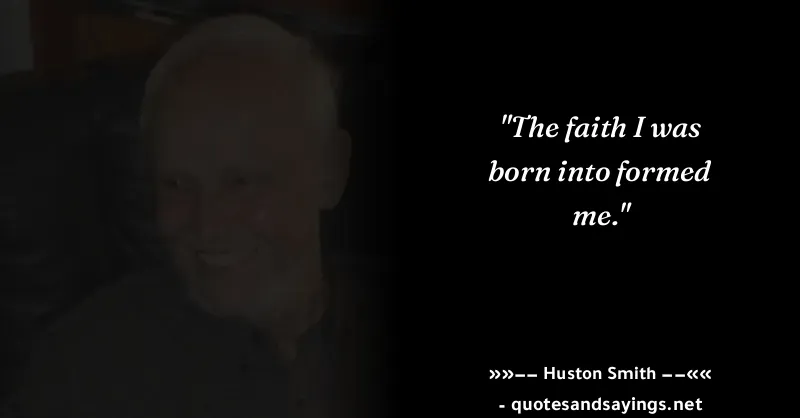 "The faith I was
born into formed
me."
»»−− Huston Smith −−««
- quotesandsayings.net